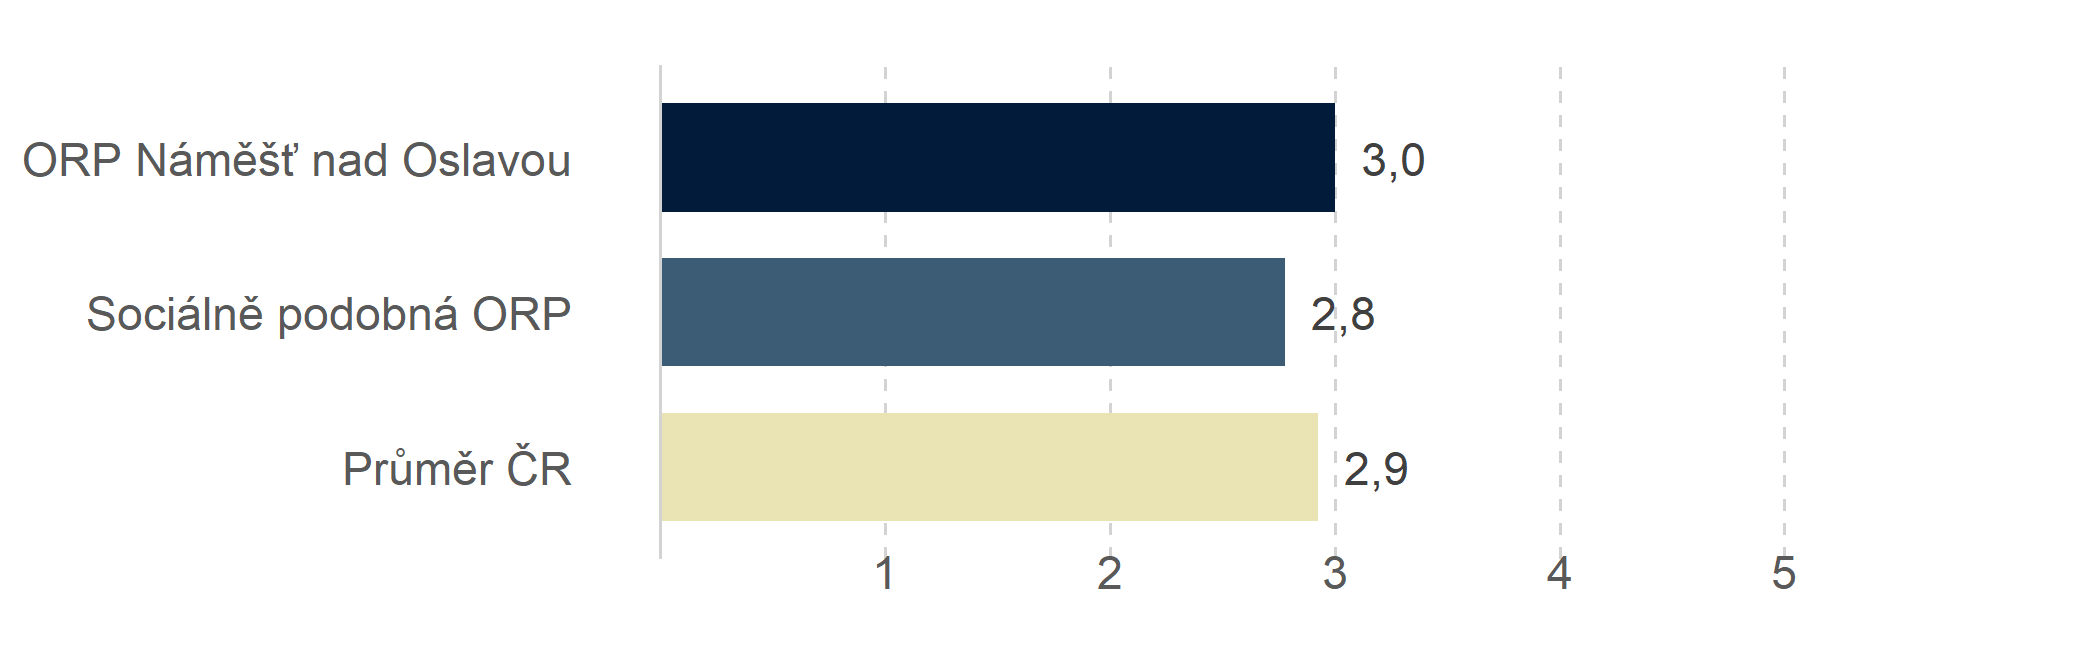 ORP Náměšť nad Oslavou 3,0
Sociálně podobná ORP 2,8
Průměr ČR 2,9
1 2 3 4 5